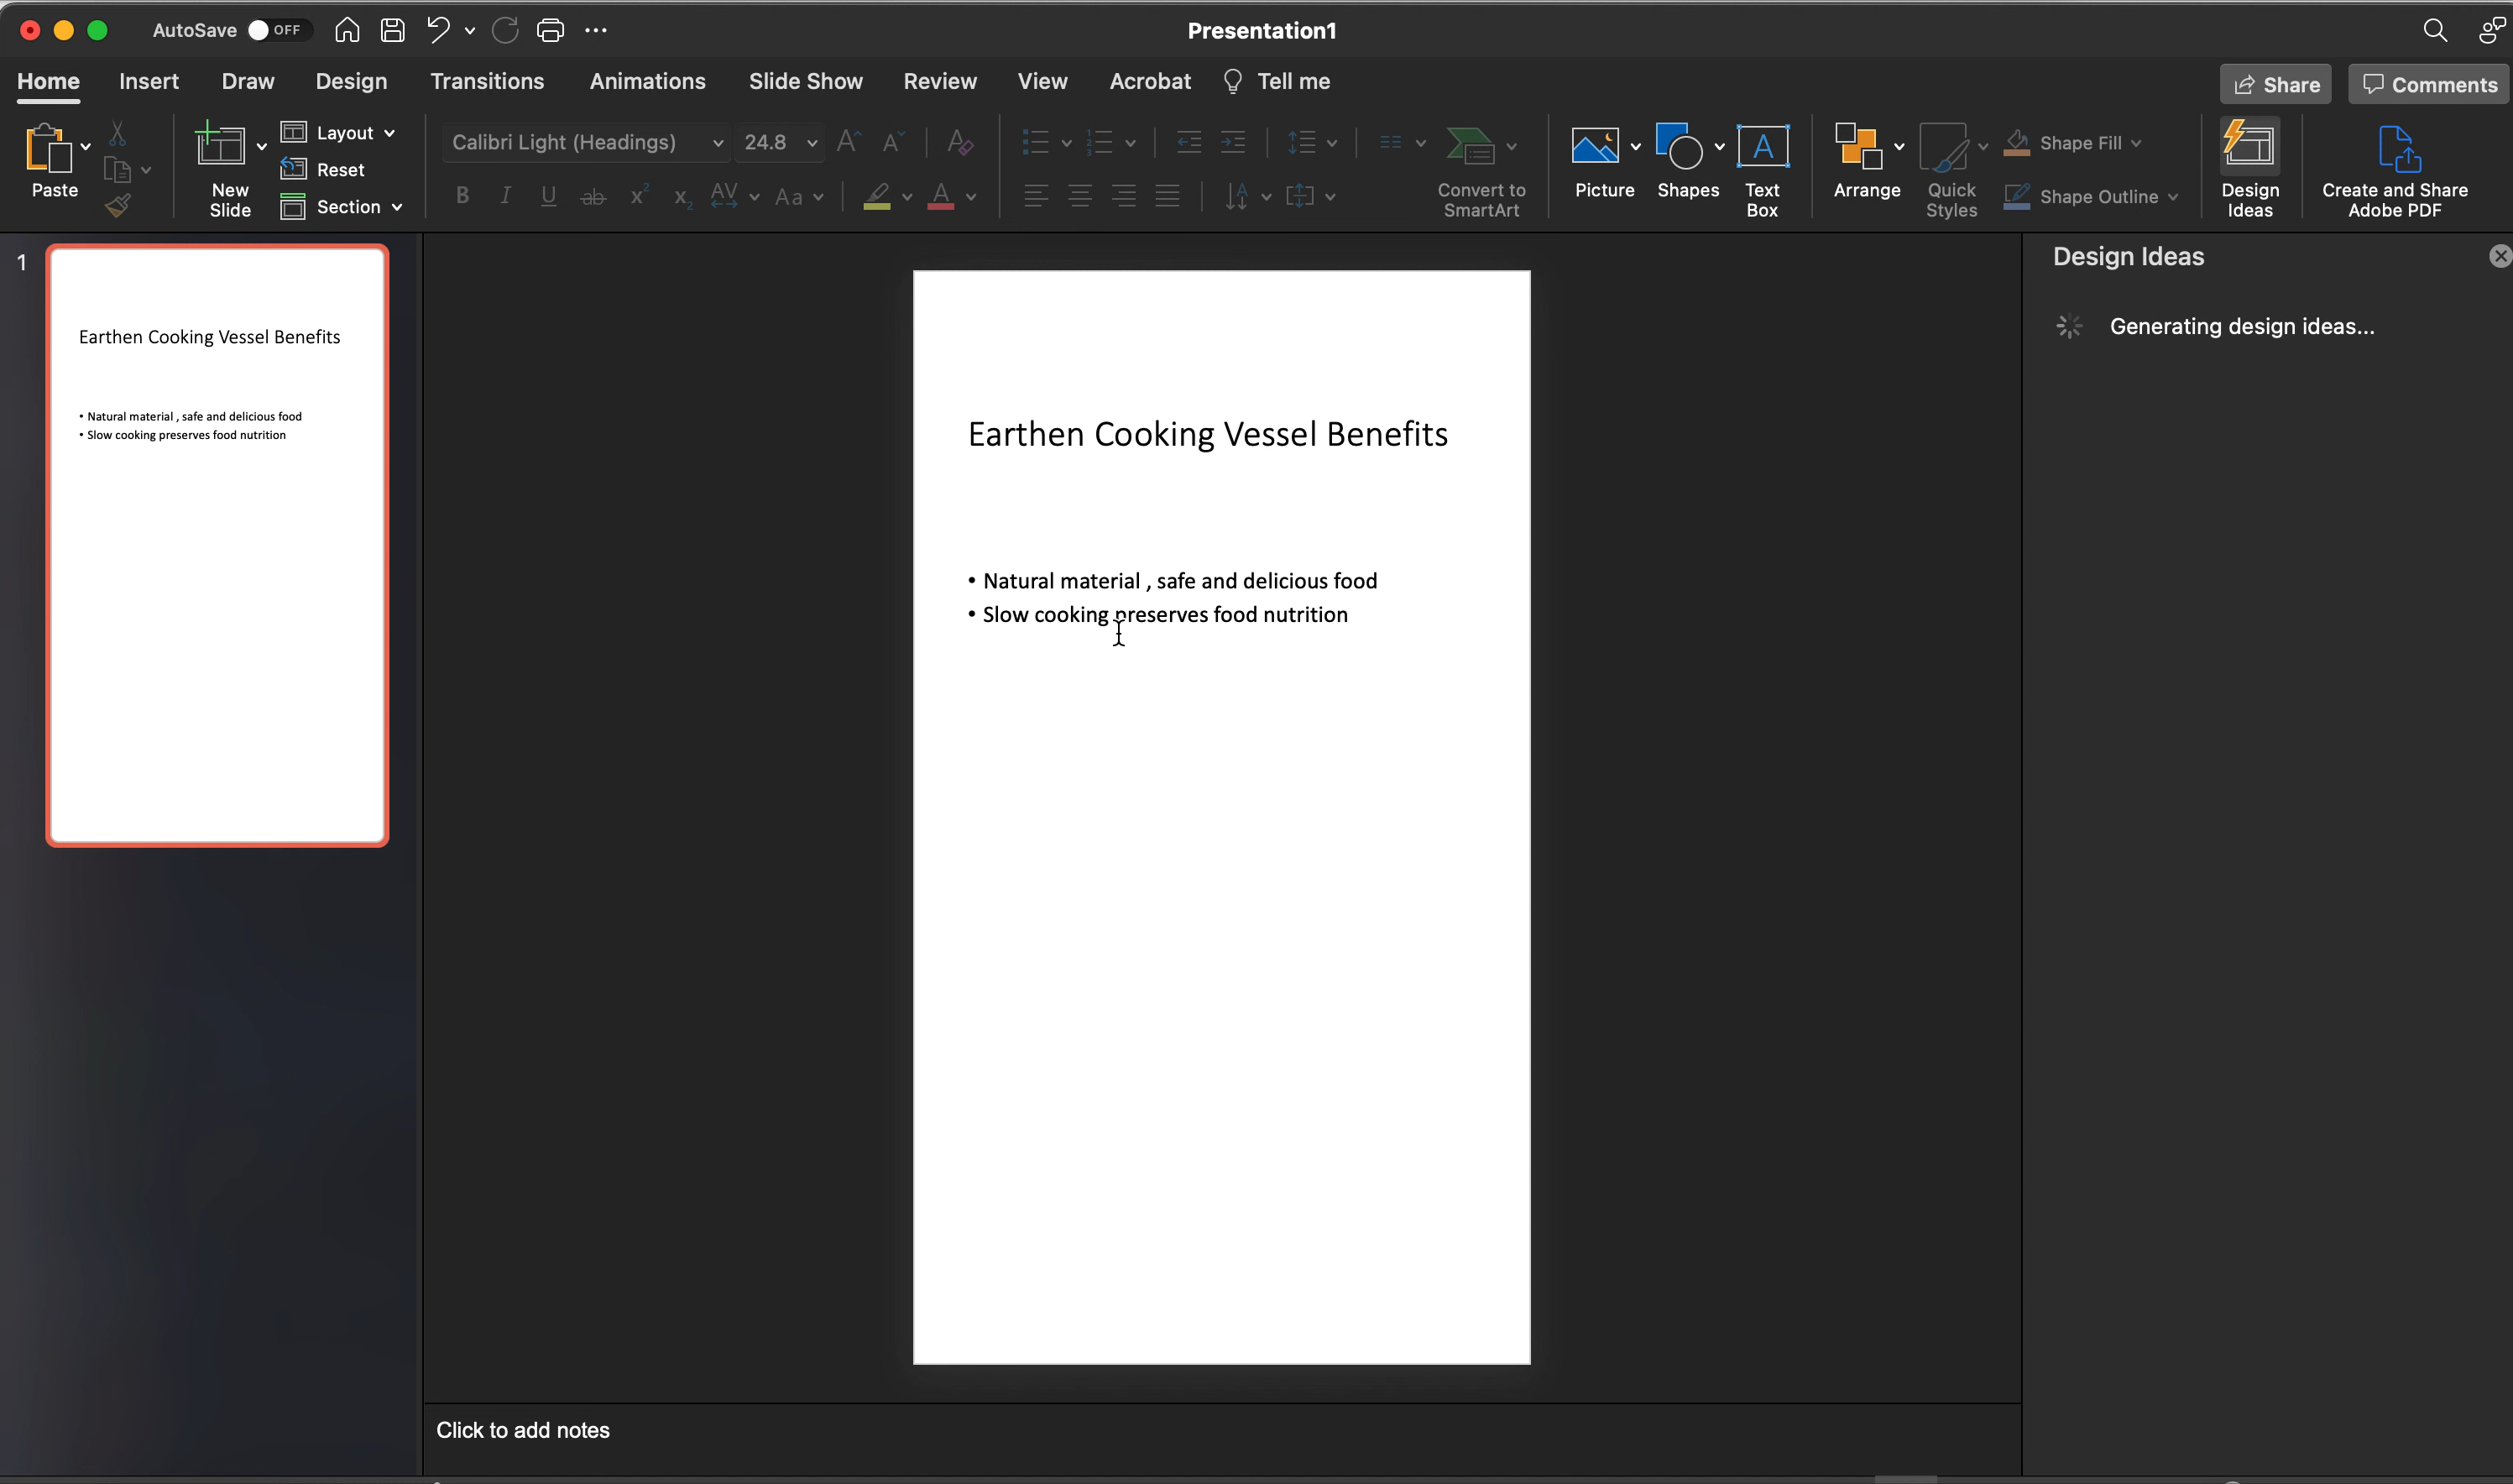 AutoSave OFF
Presentation1
Home Insert Draw Design Transitions Animations Slide Show Review View Acrobat Tell me
Share Comments
Paste
New
Slide
Layout
Reset
Section
Calibri Light (Headings) 24.8
Convert to
SmartArt
Picture
Shapes
Text
Box
Arrange
Quick
Styles
Shape Fill
Shape Outline
Design
Ideas
Create and Share
Adobe PDF
1
Earthen Cooking Vessel Benefits
• Natural material , safe and delicious food
• Slow cooking preserves food nutrition
Earthen Cooking Vessel Benefits
• Natural material , safe and delicious food
• Slow cooking preserves food nutrition
Design Ideas
Generating design ideas...
Click to add notes